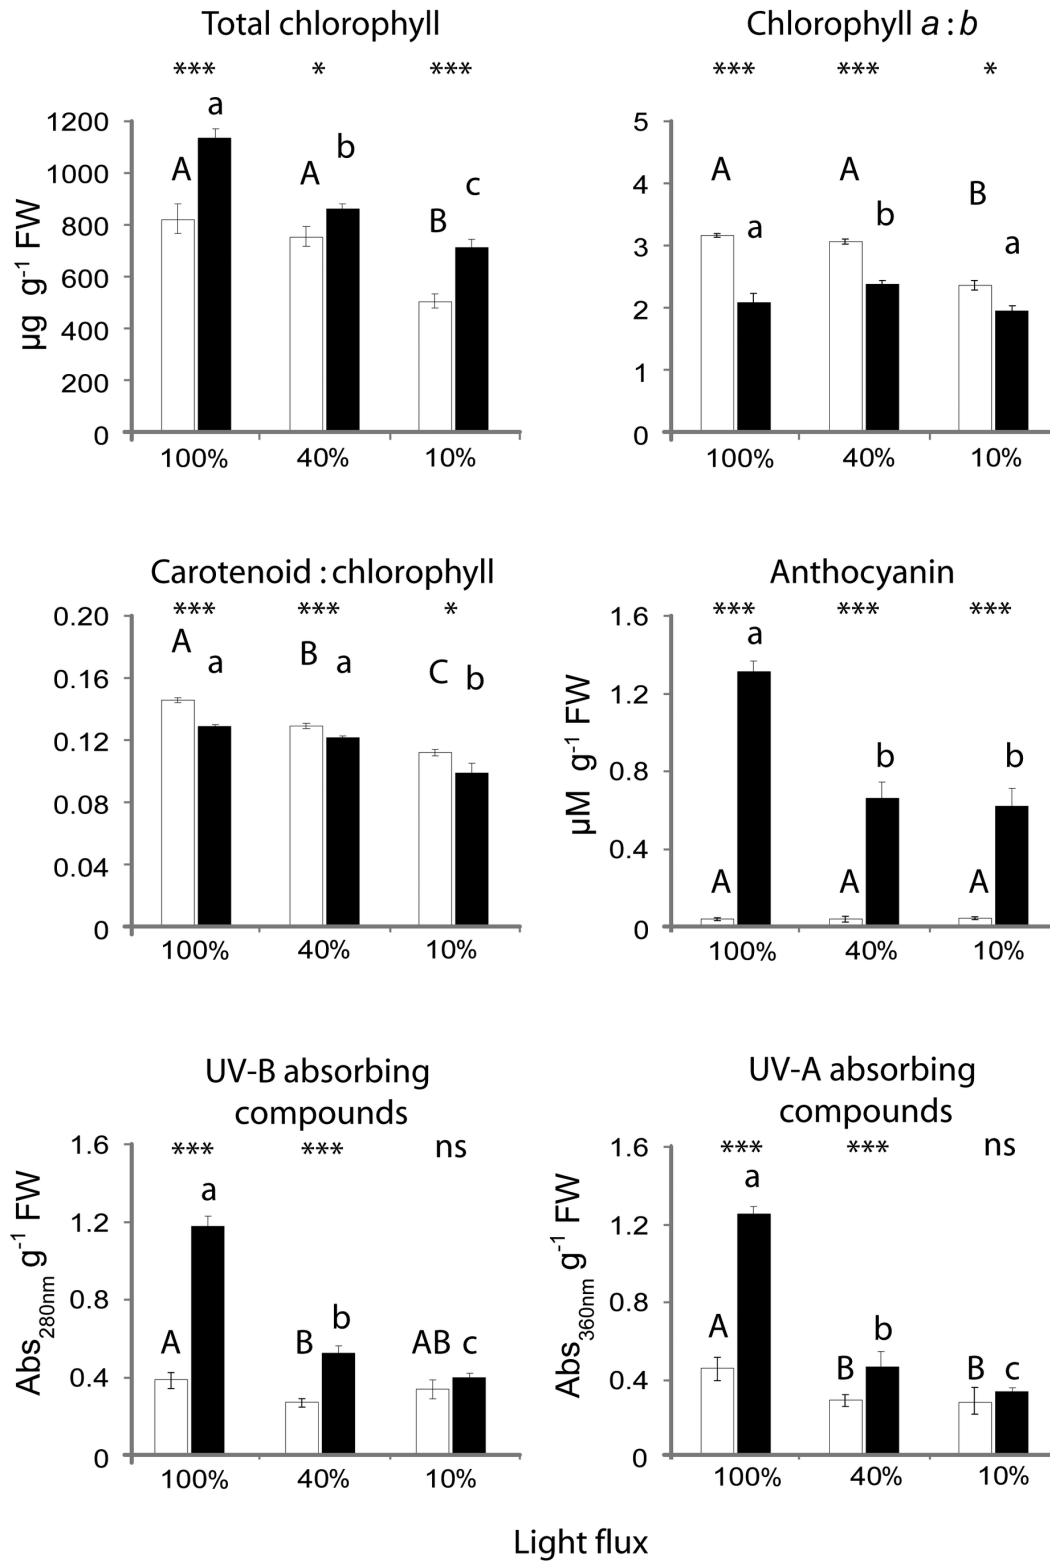 Total chlorophyll
*** * ***
a
A
b
A
c
B
1200
1000
800
600
400
200
0
µg g-1 FW
100% 40% 10%
Chlorophyll a : b
*** *** *
A
a
A
b
B
a
5
4
3
2
1
0
100% 40% 10%
Carotenoid : chlorophyll
*** *** *
A
a
B
a
C
b
0.20
0.16
0.12
0.08
0.04
0
100% 40% 10%
Anthocyanin
*** *** ***
a
b
b
A
A
A
1.6
1.2
0.8
0.4
0
µM g-1 FW
100% 40% 10%
UV-B absorbing
compounds
*** *** ns
a
A
B
b
AB
c
1.6
1.2
0.8
0.4
0
Abs280nm g-1 FW
100% 40% 10%
UV-A absorbing
compounds
*** *** ns
a
A
B
b
B
c
1.6
1.2
0.8
0.4
0
Abs360nm g-1 FW
100% 40% 10%
Light flux